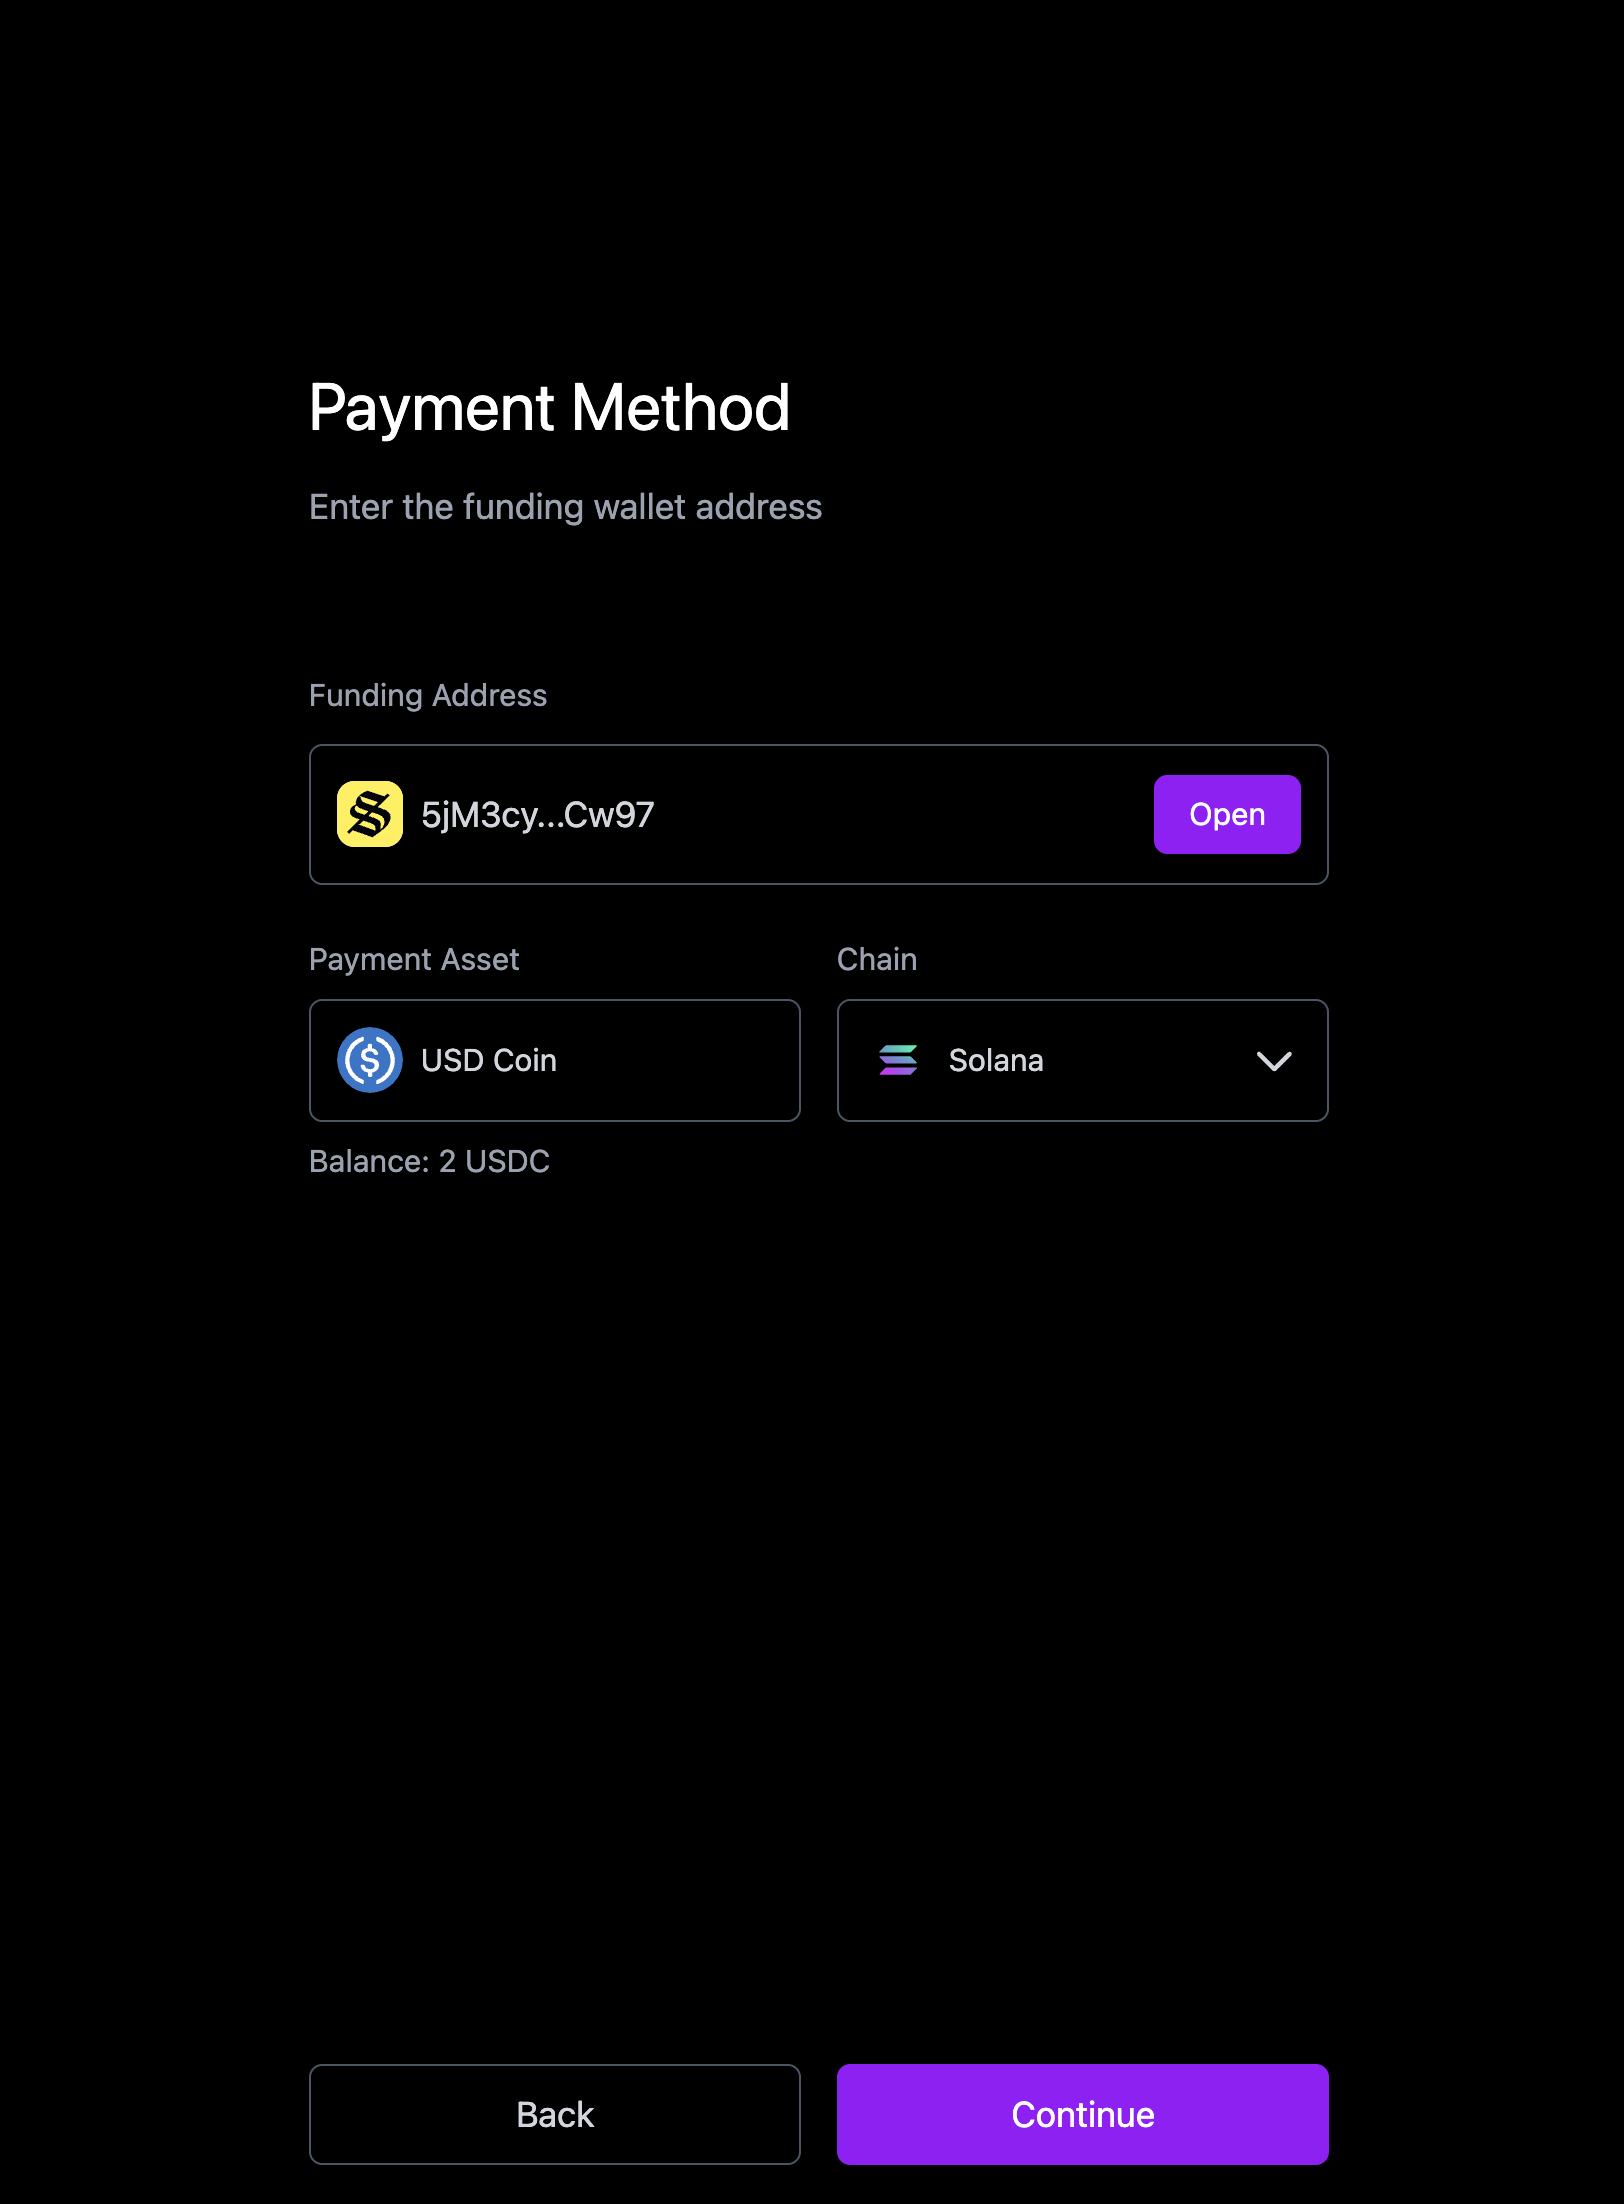 Payment Method
Enter the funding wallet address
Funding Address
5jM3cy...Cw97
Open
Payment Asset
Chain
USD Coin
Solana
Balance: 2 USDC
Back
Continue